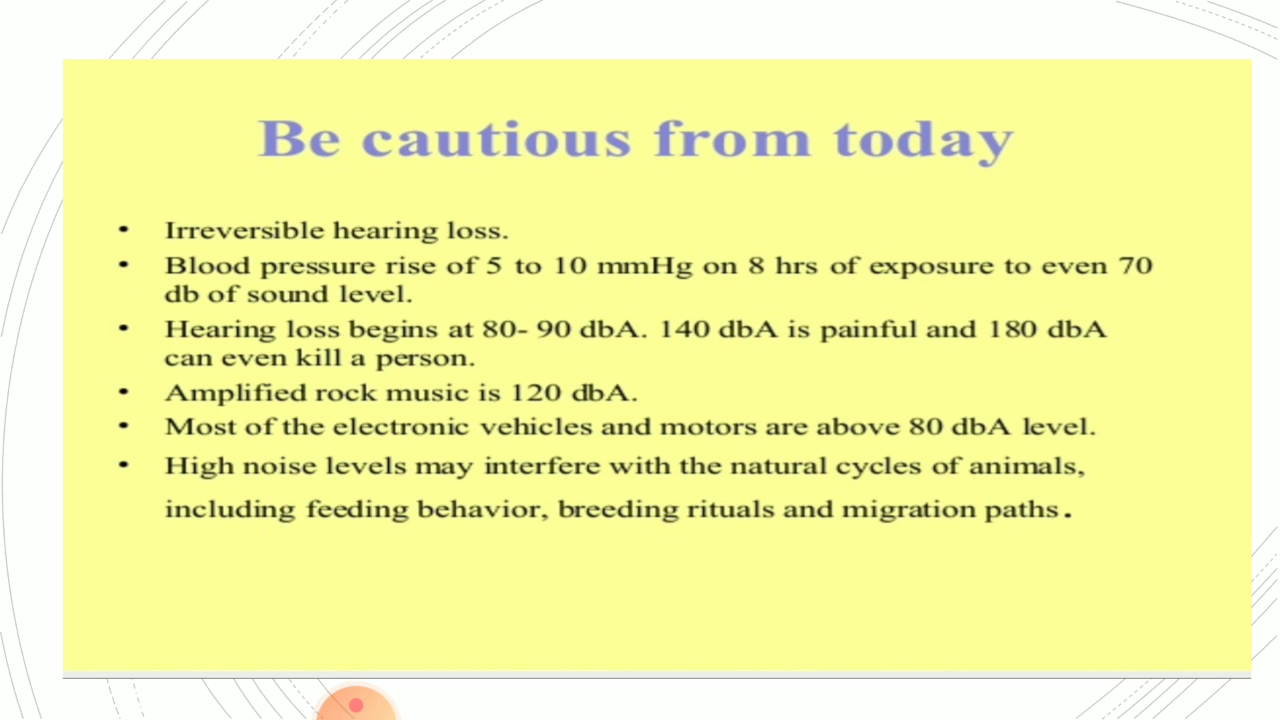 Be cautious from today
• Irreversible hearing loss.
• Blood pressure rise of 5 to 10 mmHg on 8 hrs of exposure to even 70
db of sound level.
• Hearing loss begins at 80- 90 dbA. 140 dbA is painful and 180 dbA
can even kill a person.
• Amplified rock music is 120 dbA.
• Most of the electronic vehicles and motors are above 80 dbA level.
• High noise levels may interfere with the natural cycles of animals,
including feeding behavior, breeding rituals and migration paths.